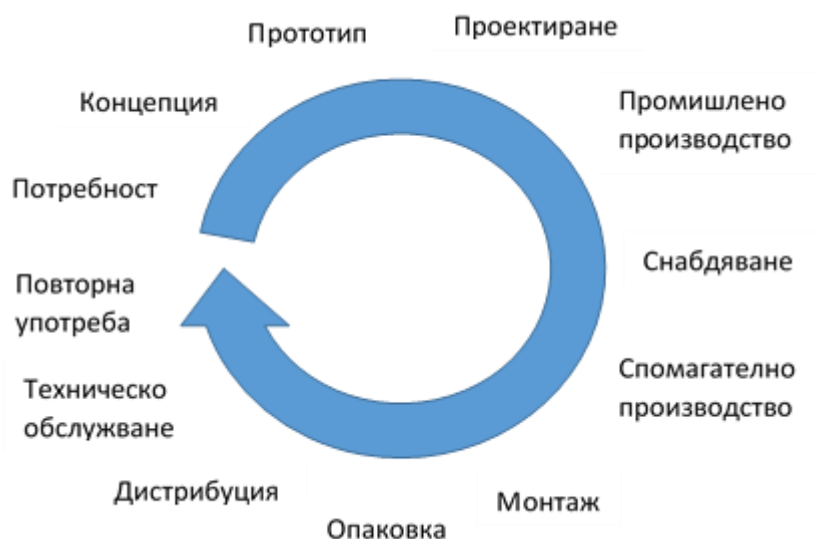 Прототип
Проектиране
Концепция
Промишлено
производство
Потребност
Снабдяване
Повторна
употреба
Спомагателно
производство
Техническо
обслужване
Дистрибуция
Монтаж
Опаковка